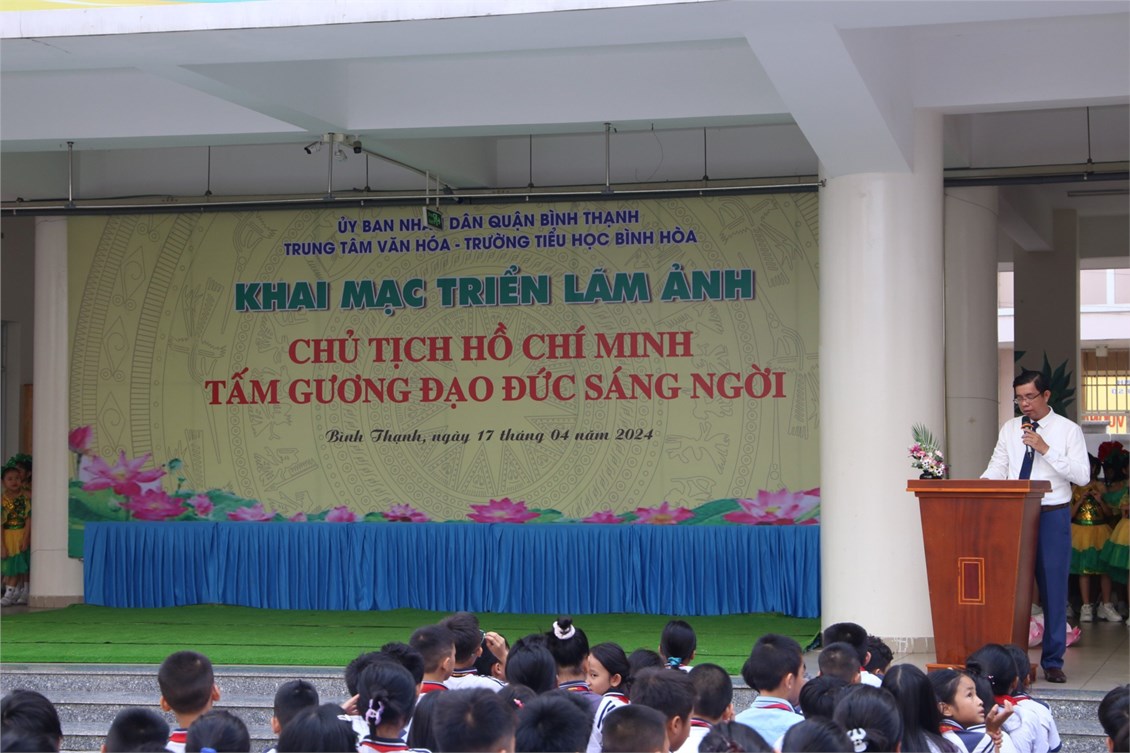 ỦY BAN NHÂN DÂN QUẬN BÌNH THẠNH
TRUNG TÂM VĂN HÓA - TRƯỜNG TIỂU HỌC BÌNH HÒA
KHAI MẠC TRIỂN LÃM ẢNH
CHỦ TỊCH HỒ CHÍ MINH
TẤM GƯƠNG ĐẠO ĐỨC SÁNG NGỜI
Bình Thạnh, ngày 17 tháng 04 năm 2024